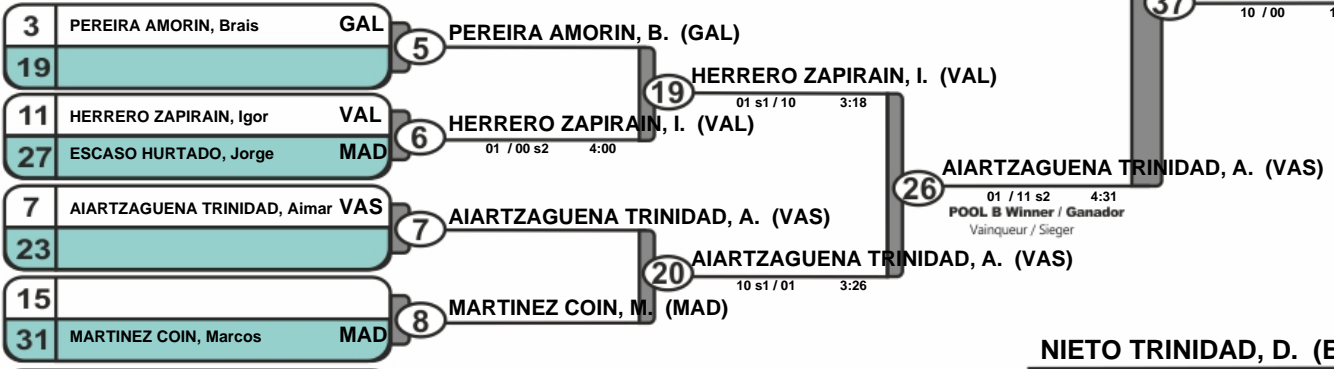 3 PEREIRA AMORIN, Brais GAL
19
5
PEREIRA AMORIN, B. (GAL)
11 HERRERO ZAPIRAIN, Igor VAL
27 ESCASO HURTADO, Jorge MAD
6
HERRERO ZAPIRAIN, I. (VAL)
01 / 00 s2 4:00
19
HERRERO ZAPIRAIN, I. (VAL)
01 s1 / 10 3:18
7 AIARTZAGUENA TRINIDAD, Aimar VAS
23
7
AIARTZAGUENA TRINIDAD, A. (VAS)
15
31 MARTINEZ COIN, Marcos MAD
8
MARTINEZ COIN, M. (MAD)
20
AIARTZAGUENA TRINIDAD, A. (VAS)
10 s1 / 01 3:26
26
AIARTZAGUENA TRINIDAD, A. (VAS)
01 / 11 s2 4:31
POOL B Winner / Ganador
Vainqueur / Sieger
37
10 / 00
NIETO TRINIDAD, D.